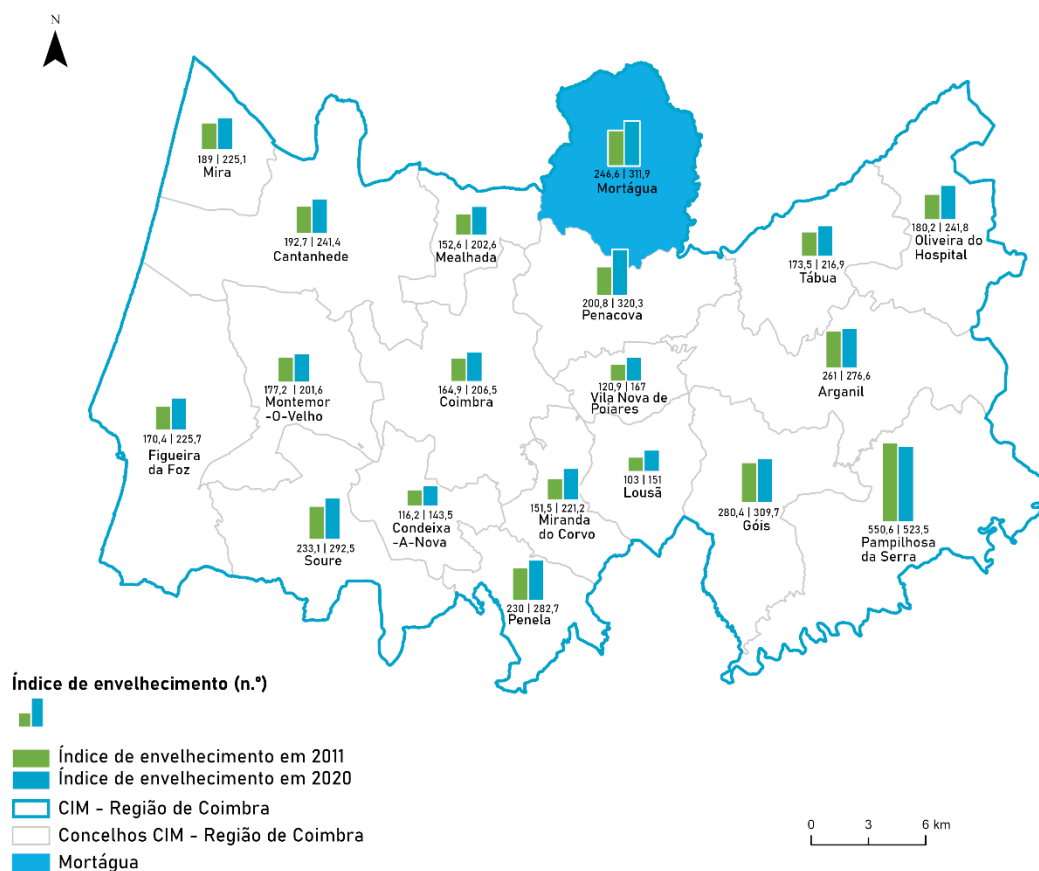 N
189 | 225,1
Mira
192,7 | 241,4
Cantanhede
152,6 | 202,6
Mealhada
246,6 | 311,9
Mortágua
180,2 | 241,8
Oliveira do
Hospital
173,5 | 216,9
Tábua
200,8 | 320,3
Penacova
177,2 | 201,6
Montemor
-O-Velho
164,9 | 206,5
Coimbra
120,9 | 167
Vila Nova de
Poiares
261 | 276,6
Arganil
170,4 | 225,7
Figueira
da Foz
233,1 | 292,5
Soure
116,2 | 143,5
Condeixa
-A-Nova
151,5 | 221,2
Miranda
do Corvo
103 | 151
Lousã
280,4 | 309,7
Góis
550,6 | 523,5
Pampilhosa
da Serra
230 | 282,7
Penela
Índice de envelhecimento (n.º)
Índice de envelhecimento em 2011
Índice de envelhecimento em 2020
CIM - Região de Coimbra
Concelhos CIM - Região de Coimbra
Mortágua
0 3 6 km